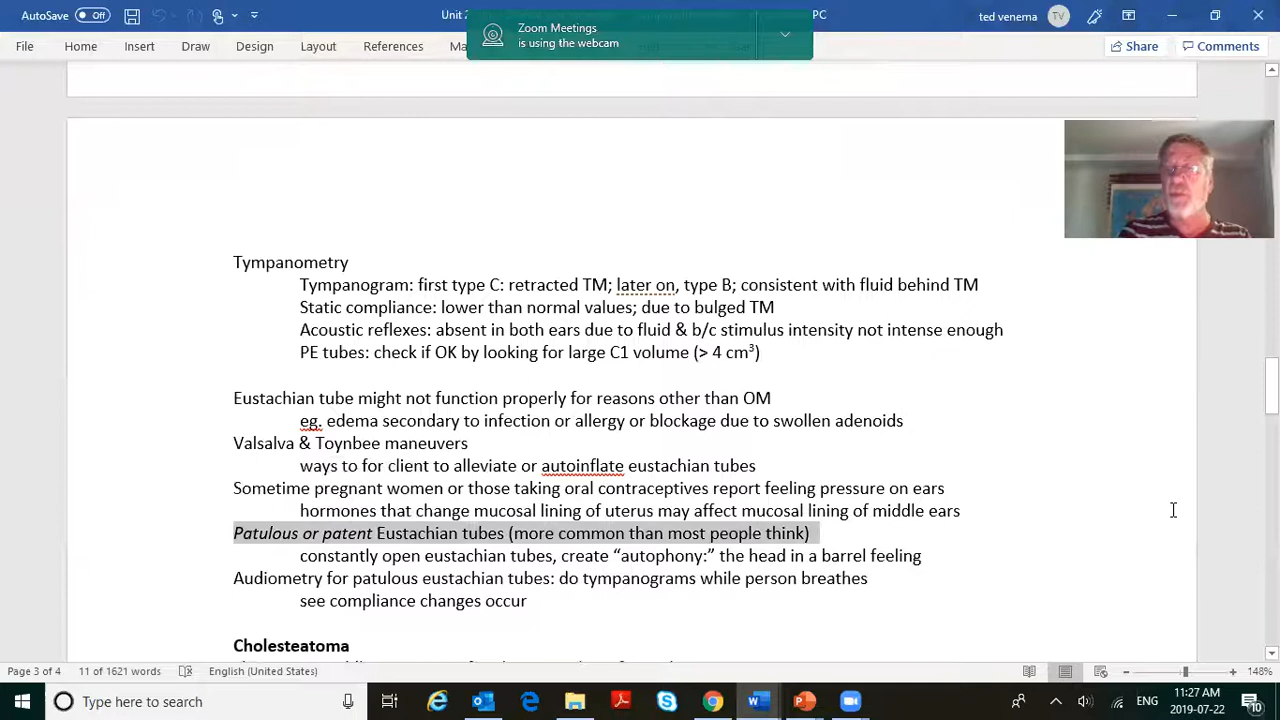 AutoSave Off
Unit 2
PC
ted venema TV
Zoom Meetings
is using the webcam
File Home Insert Draw Design Layout References Ma
Share Comments
Tympanometry
Tympanogram: first type C: retracted TM; later on, type B; consistent with fluid behind TM
Static compliance: lower than normal values; due to bulged TM
Acoustic reflexes: absent in both ears due to fluid & b/c stimulus intensity not intense enough
PE tubes: check if OK by looking for large C1 volume (> 4 cm³)
Eustachian tube might not function properly for reasons other than OM
eg. edema secondary to infection or allergy or blockage due to swollen adenoids
Valsalva & Toynbee maneuvers
ways to for client to alleviate or autoinflate eustachian tubes
Sometime pregnant women or those taking oral contraceptives report feeling pressure on ears
hormones that change mucosal lining of uterus may affect mucosal lining of middle ears
Patulous or patent Eustachian tubes (more common than most people think)
constantly open eustachian tubes, create “autophony:” the head in a barrel feeling
Audiometry for patulous eustachian tubes: do tympanograms while person breathes
see compliance changes occur
Cholesteatoma
Page 3 of 4 11 of 1621 words English (United States) 148%
Type here to search
ENG
11:27 AM
2019-07-22
10